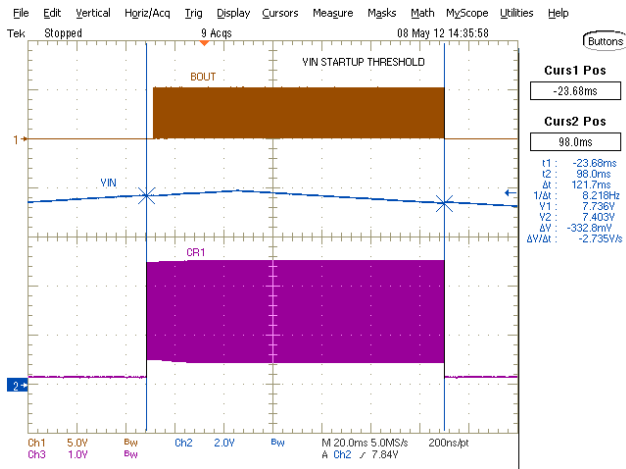 File Edit Vertical Horiz/Acq Trig Display Cursors Measure Masks Math MyScope Utilities Help
Tek Stopped 9 Acqs 08 May 12 14:35:58
Buttons
VIN STARTUP THRESHOLD
BOUT
1
VIN
CR1
2
Curs1 Pos
-23.68ms
Curs2 Pos
98.0ms
t1: -23.68ms
t2: 98.0ms
Δt: 121.7ms
1/Δt: 8.218Hz
V1: 7.736V
V2: 7.403V
ΔV: -332.8mV
ΔV/Δt: -2.735V/s
Ch1 5.0V Bw Ch2 2.0V Bw M 20.0ms 5.0MS/s 200ns/pt
Ch3 1.0V Bw A Ch2 ∕ 7.84V